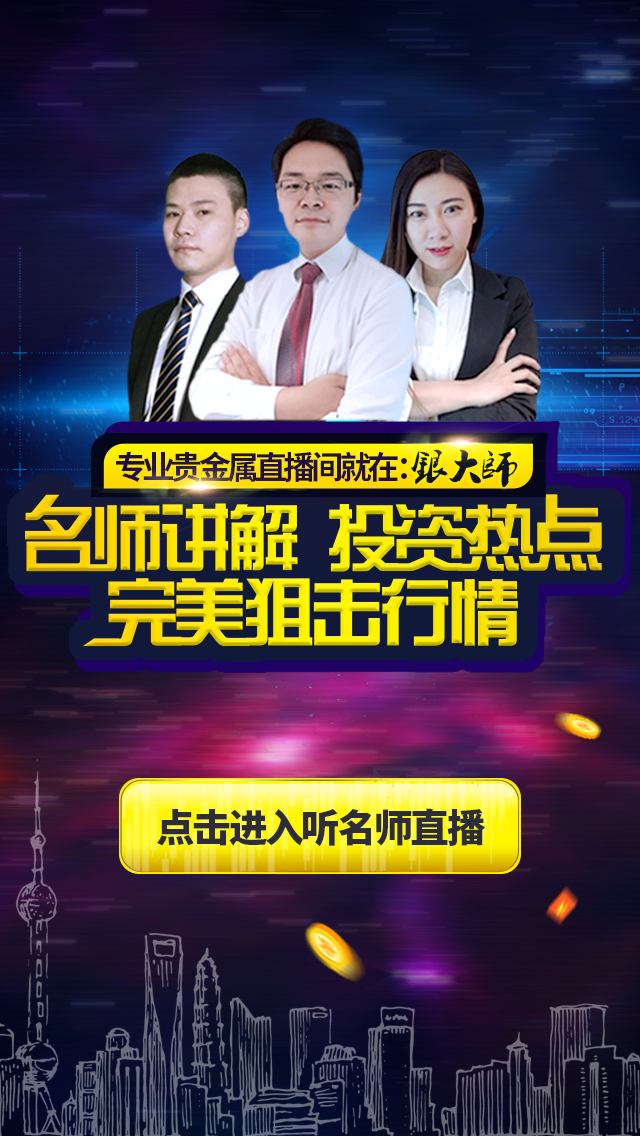 专业贵金属直播间就在：银大师
名师讲解 投资热点
完美狙击行情
点击进入听名师直播